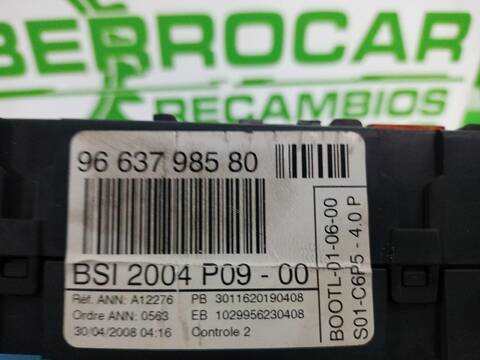 BERROCAR
RECAMBIOS
96 637 985 80
BSI 2004 P09 - 00
Réf. ANN: A12276 PB 3011620190408
Ordre ANN: 0563 EB 1029956230408
30/04/2008 04:16 Controle 2
BOOTL-01-06-00
S01-C6P5 - 4.0 P